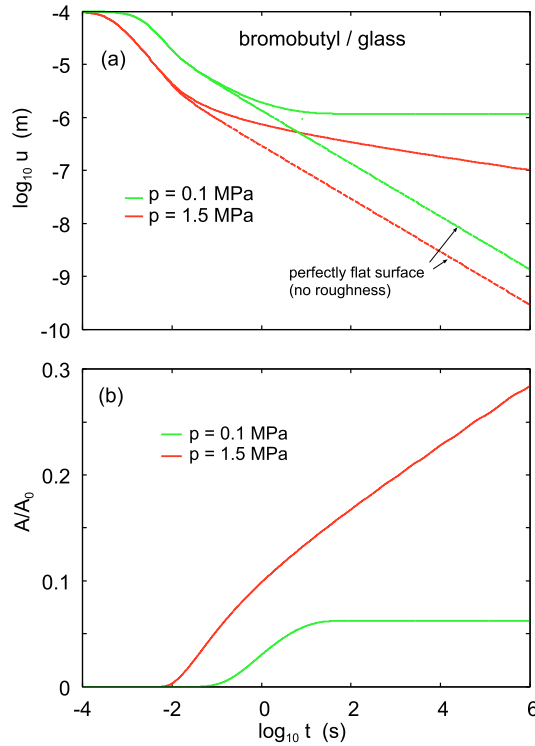 -4
bromobutyl / glass
(a)
-5
-6
log₁₀ u (m)
-7
p = 0.1 MPa
p = 1.5 MPa
-8
perfectly flat surface
(no roughness)
-9
-10
0.3
(b)
p = 0.1 MPa
p = 1.5 MPa
0.2
A/A₀
0.1
0
-4 -2 0 2 4 6
log₁₀ t (s)